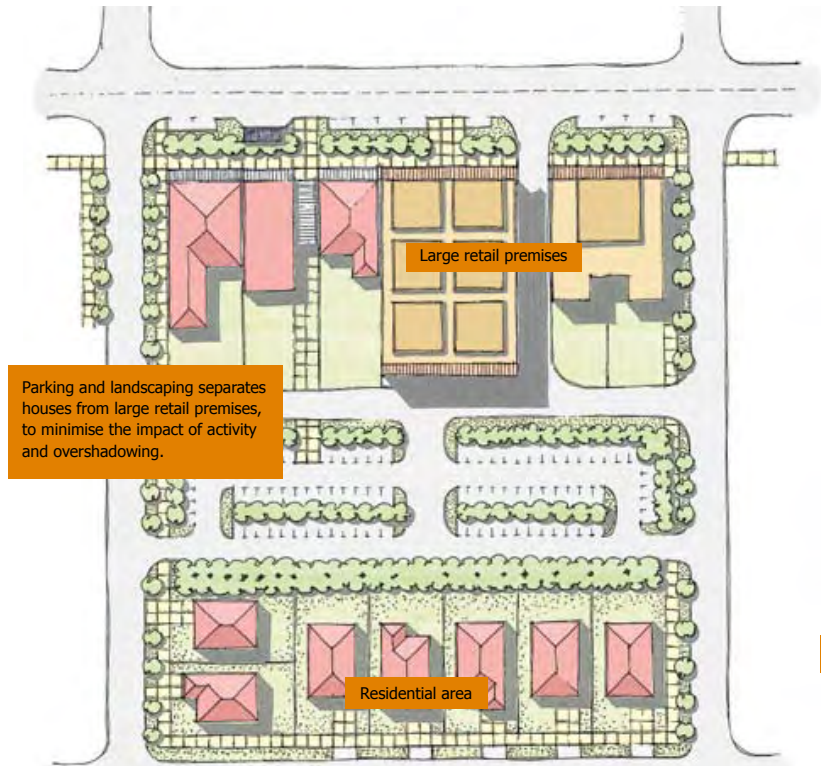 Large retail premises
Parking and landscaping separates
houses from large retail premises,
to minimise the impact of activity
and overshadowing.
Residential area